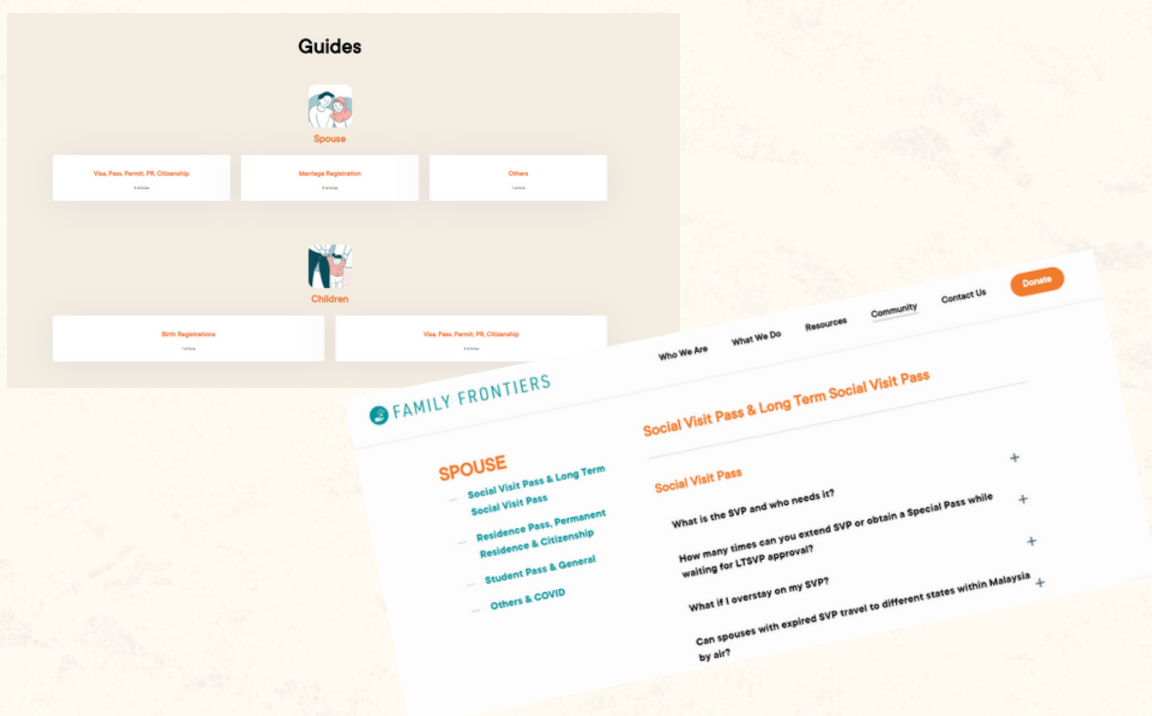 Guides
Spouse
Visa, Pass, Permit, PR, Citizenship
Marriage Registration
Others
1 article
Children
Birth Registrations
Visa, Pass, Permit, PR, Citizenship
1 article
FAMILY FRONTIERS
Who We Are
What We Do
Resources
Community
Contact Us
Donate
SPOUSE
Social Visit Pass & Long Term
Social Visit Pass
Residence Pass, Permanent
Residence & Citizenship
Student Pass & General
Others & COVID
Social Visit Pass & Long Term Social Visit Pass
Social Visit Pass
What is the SVP and who needs it?
How many times can you extend SVP or obtain a Special Pass while
waiting for LTSVP approval?
What if I overstay on my SVP?
Can spouses with expired SVP travel to different states within Malaysia
by air?